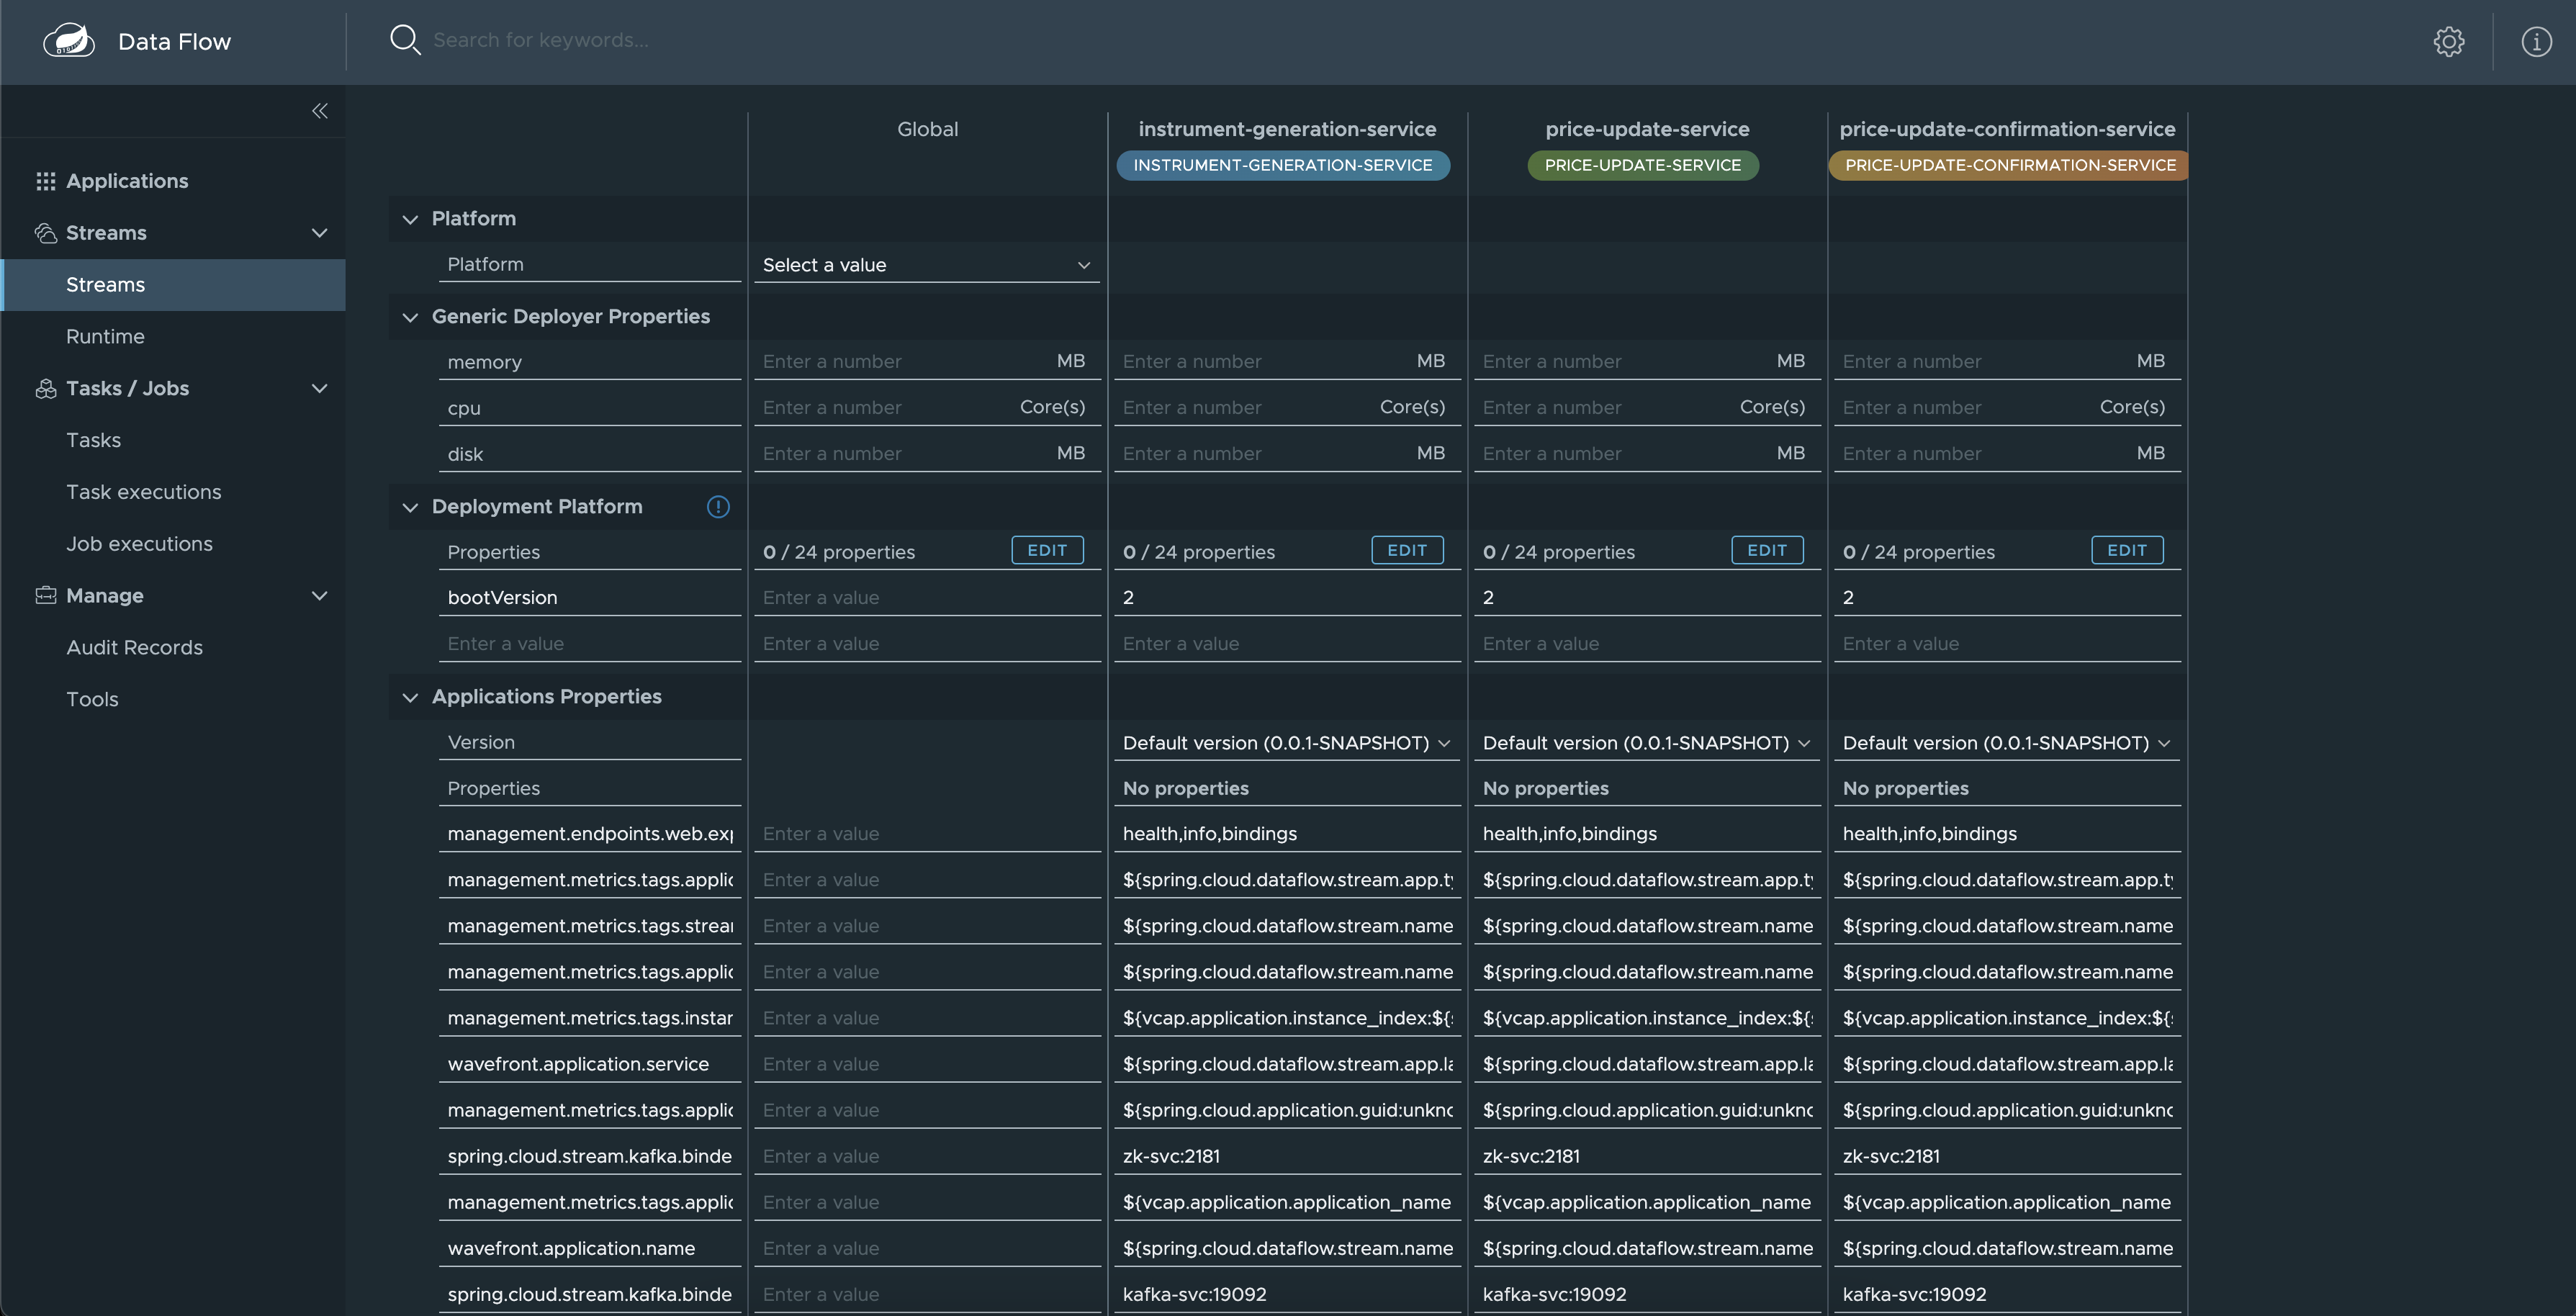 Data Flow
Search for keywords...
Applications
Streams
Streams
Runtime
Tasks / Jobs
Tasks
Task executions
Job executions
Manage
Audit Records
Tools
Global instrument-generation-service price-update-service price-update-confirmation-service
INSTRUMENT-GENERATION-SERVICE PRICE-UPDATE-SERVICE PRICE-UPDATE-CONFIRMATION-SERVICE
Platform
Platform Select a value
Generic Deployer Properties
memory Enter a number MB Enter a number MB Enter a number MB Enter a number MB
cpu Enter a number Core(s) Enter a number Core(s) Enter a number Core(s) Enter a number Core(s)
disk Enter a number MB Enter a number MB Enter a number MB Enter a number MB
Deployment Platform
Properties 0 / 24 properties EDIT 0 / 24 properties EDIT 0 / 24 properties EDIT 0 / 24 properties EDIT
bootVersion Enter a value 2 2 2
Enter a value Enter a value Enter a value Enter a value Enter a value
Applications Properties
Version Default version (0.0.1-SNAPSHOT) Default version (0.0.1-SNAPSHOT) Default version (0.0.1-SNAPSHOT)
Properties No properties No properties No properties
management.endpoints.web.exp Enter a value health,info,bindings health,info,bindings health,info,bindings
management.metrics.tags.applic Enter a value ${spring.cloud.dataflow.stream.app.ty ${spring.cloud.dataflow.stream.app.ty ${spring.cloud.dataflow.stream.app.ty
management.metrics.tags.strear Enter a value ${spring.cloud.dataflow.stream.name ${spring.cloud.dataflow.stream.name ${spring.cloud.dataflow.stream.name
management.metrics.tags.applic Enter a value ${spring.cloud.dataflow.stream.name ${spring.cloud.dataflow.stream.name ${spring.cloud.dataflow.stream.name
management.metrics.tags.instar Enter a value ${vcap.application.instance_index:${s ${vcap.application.instance_index:${s ${vcap.application.instance_index:${s
wavefront.application.service Enter a value ${spring.cloud.dataflow.stream.app.la ${spring.cloud.dataflow.stream.app.la ${spring.cloud.dataflow.stream.app.la
management.metrics.tags.applic Enter a value ${spring.cloud.application.guid:unkno ${spring.cloud.application.guid:unkno ${spring.cloud.application.guid:unkno
spring.cloud.stream.kafka.binde Enter a value zk-svc:2181 zk-svc:2181 zk-svc:2181
management.metrics.tags.applic Enter a value ${vcap.application.application_name ${vcap.application.application_name ${vcap.application.application_name
wavefront.application.name Enter a value ${spring.cloud.dataflow.stream.name ${spring.cloud.dataflow.stream.name ${spring.cloud.dataflow.stream.name
spring.cloud.stream.kafka.binde Enter a value kafka-svc:19092 kafka-svc:19092 kafka-svc:19092